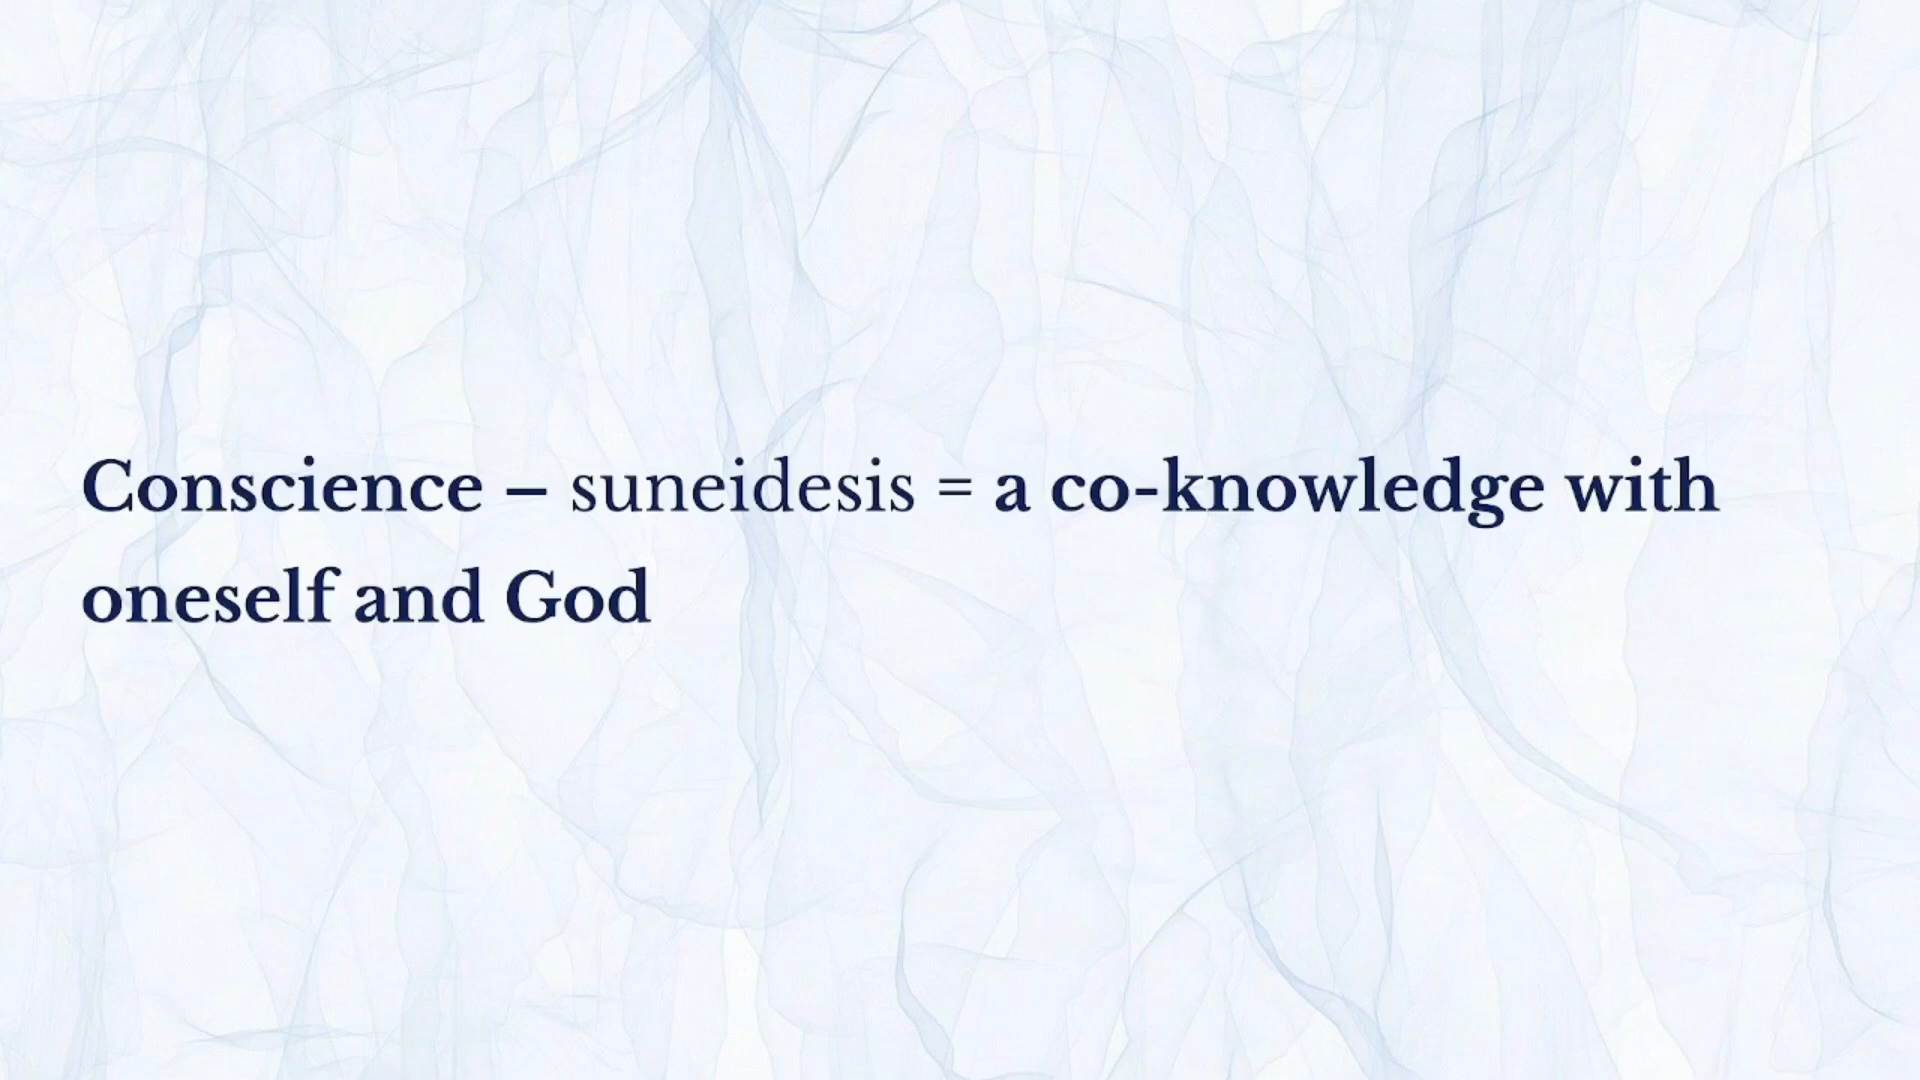 Conscience – suneidesis = a co-knowledge with
oneself and God